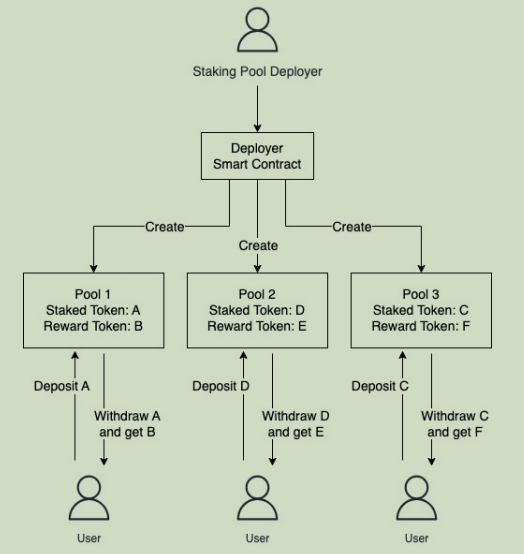 Staking Pool Deployer
Deployer
Smart Contract
Create
Create
Create
Pool 1
Staked Token: A
Reward Token: B
Pool 2
Staked Token: D
Reward Token: E
Pool 3
Staked Token: C
Reward Token: F
Deposit A
Withdraw A
and get B
Deposit D
Withdraw D
and get E
Deposit C
Withdraw C
and get F
User
User
User